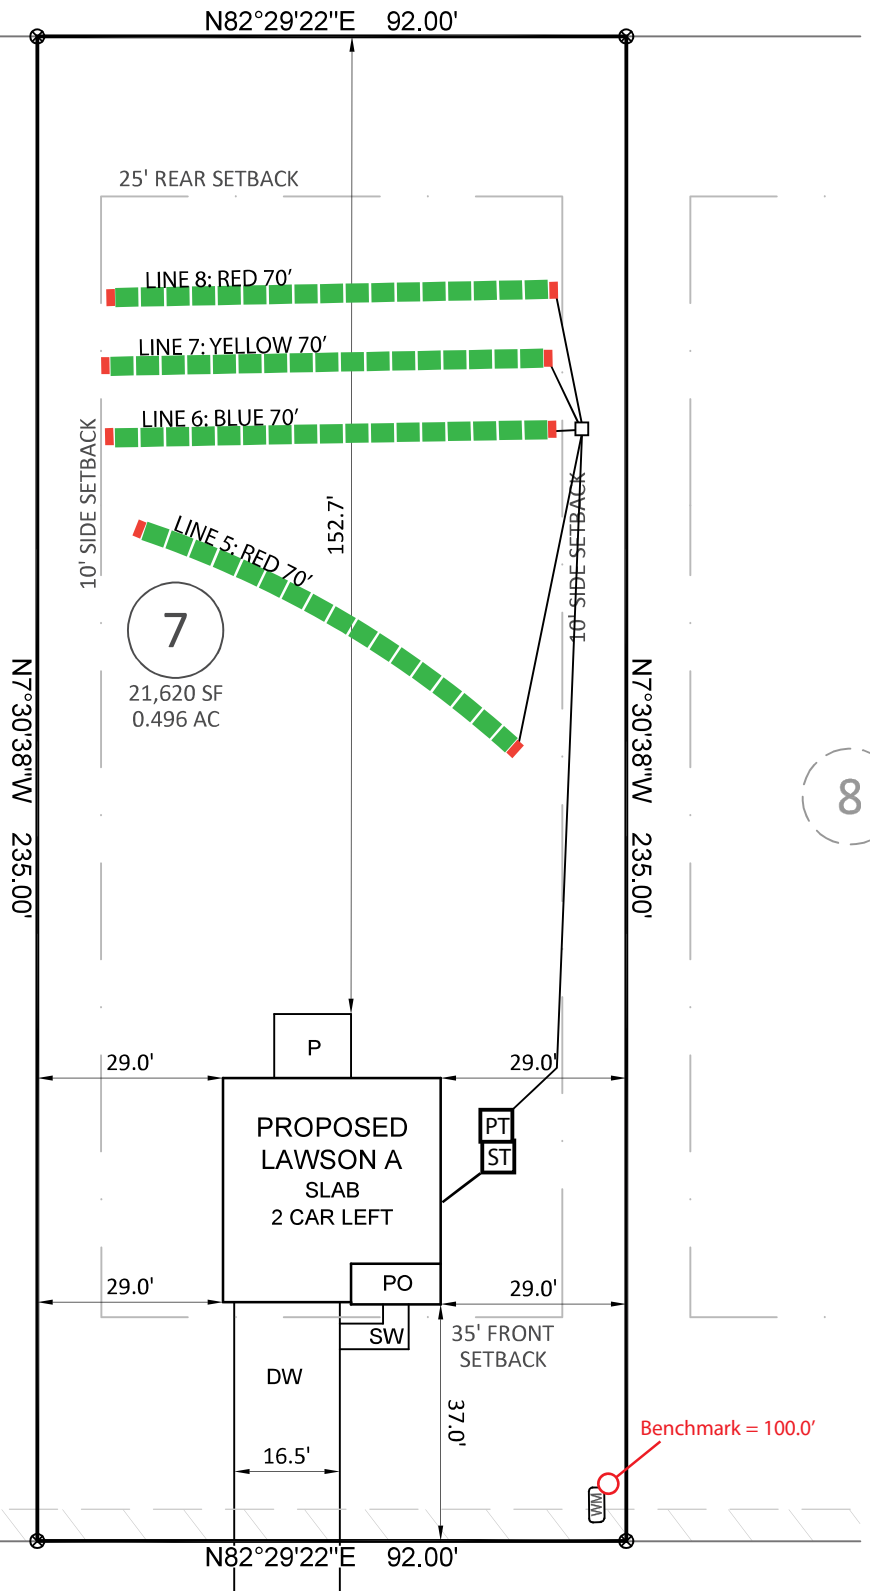 N82°29'22"E 92.00'
25' REAR SETBACK
LINE 8: RED 70'
LINE 7: YELLOW 70'
LINE 6: BLUE 70'
10' SIDE SETBACK
152.7'
10' SIDE SETBACK
LINE 5: RED 70'
7
21,620 SF
0.496 AC
N7°30'38"W 235.00'
N7°30'38"W 235.00'
8
P
29.0'
29.0'
PROPOSED
LAWSON A
SLAB
2 CAR LEFT
PT
ST
PO
29.0'
29.0'
SW
35' FRONT
SETBACK
DW
37.0'
16.5'
Benchmark = 100.0'
WM
N82°29'22"E 92.00'